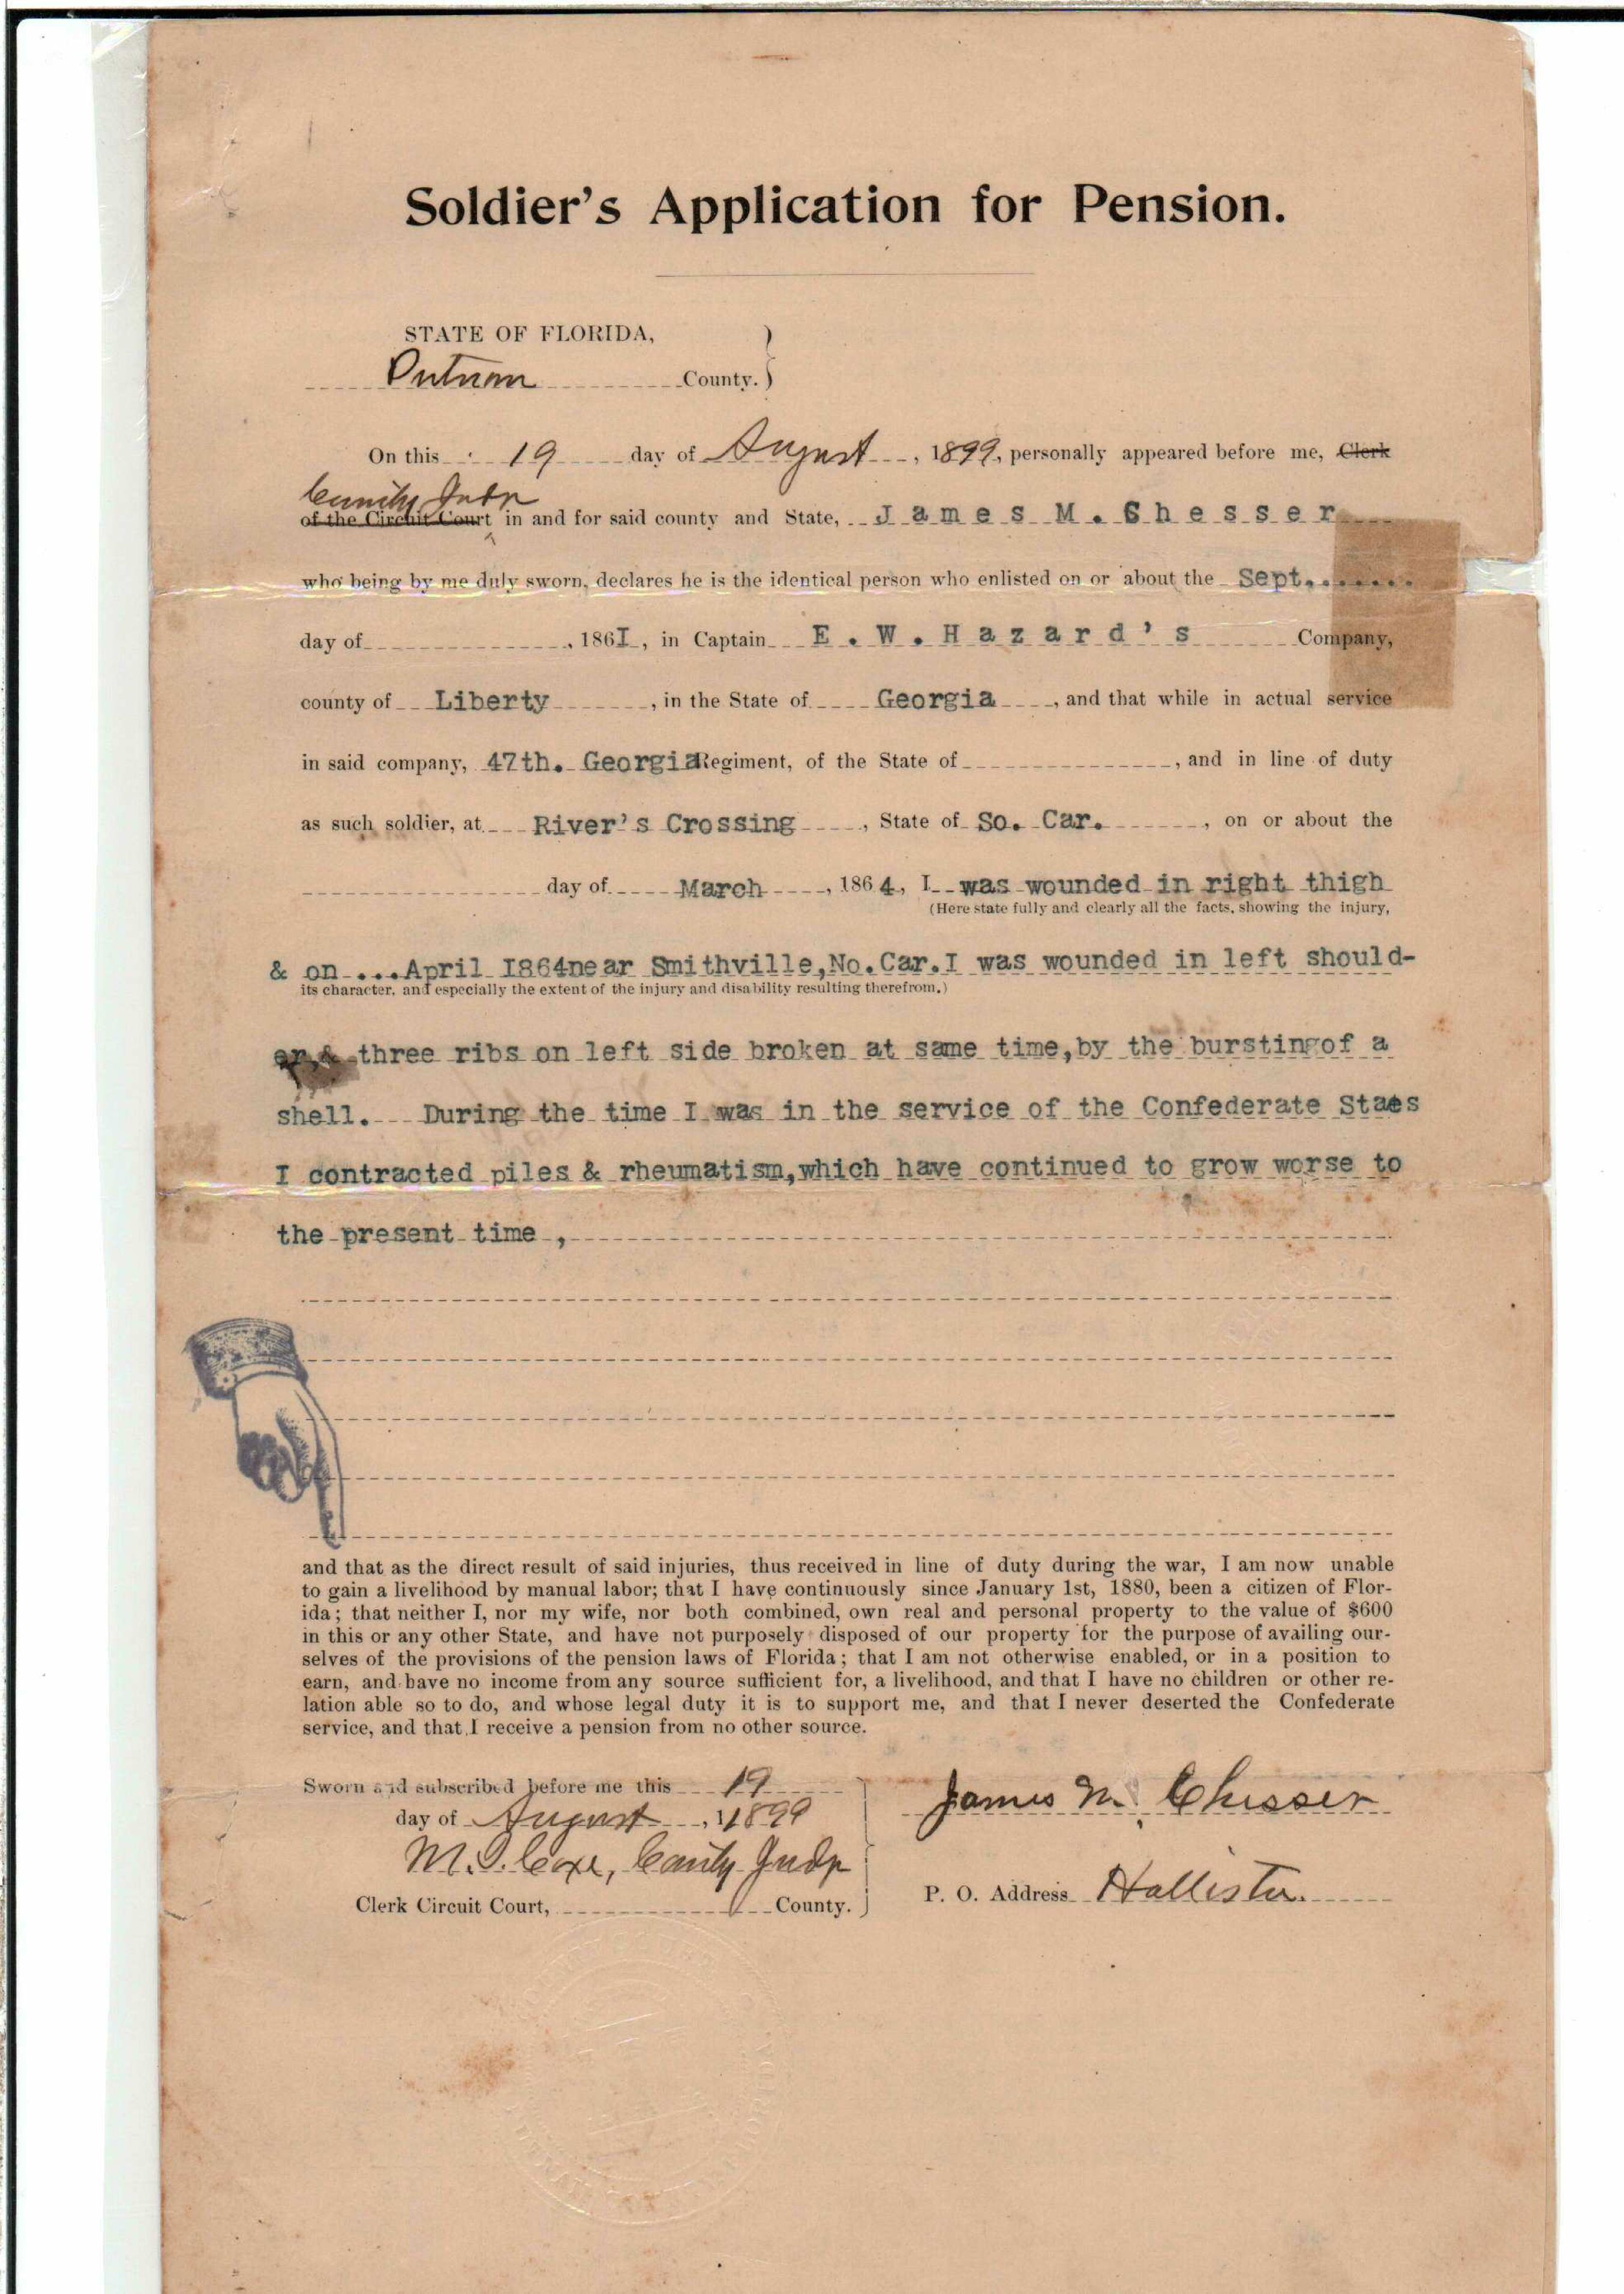 Soldier's Application for Pension.
STATE OF FLORIDA,
Putnam County.
On this 19 day of August, 1899, personally appeared before me, Clerk
County Judge
of the Circuit Court in and for said county and State, James M. Chesser
who being by me duly sworn, declares he is the identical person who enlisted on or about the Sept.......
day of , 186I, in Captain E. W. Hazard's Company,
county of Liberty, in the State of Georgia, and that while in actual service
in said company, 47th. Georgia Regiment, of the State of , and in line of duty
as such soldier, at River's Crossing, State of So. Car., on or about the
day of March, 1864, I was wounded in right thigh
(Here state fully and clearly all the facts, showing the injury,
& on ...April I864near Smithville,No.Car.I was wounded in left should-
its character, and especially the extent of the injury and disability resulting therefrom.)
er,& three ribs on left side broken at same time,by the burstingof a
shell. During the time I was in the service of the Confederate Staes
I contracted piles & rheumatism,which have continued to grow worse to
the present time ,
and that as the direct result of said injuries, thus received in line of duty during the war, I am now unable
to gain a livelihood by manual labor; that I have continuously since January 1st, 1880, been a citizen of Flor-
ida; that neither I, nor my wife, nor both combined, own real and personal property to the value of $600
in this or any other State, and have not purposely disposed of our property for the purpose of availing our-
selves of the provisions of the pension laws of Florida; that I am not otherwise enabled, or in a position to
earn, and have no income from any source sufficient for, a livelihood, and that I have no children or other re-
lation able so to do, and whose legal duty it is to support me, and that I never deserted the Confederate
service, and that I receive a pension from no other source.
Sworn and subscribed before me this 19
day of August, 11899
M. I. Coxe, County Judge
Clerk Circuit Court, County.
James M. Chesser
P. O. Address Hollister.